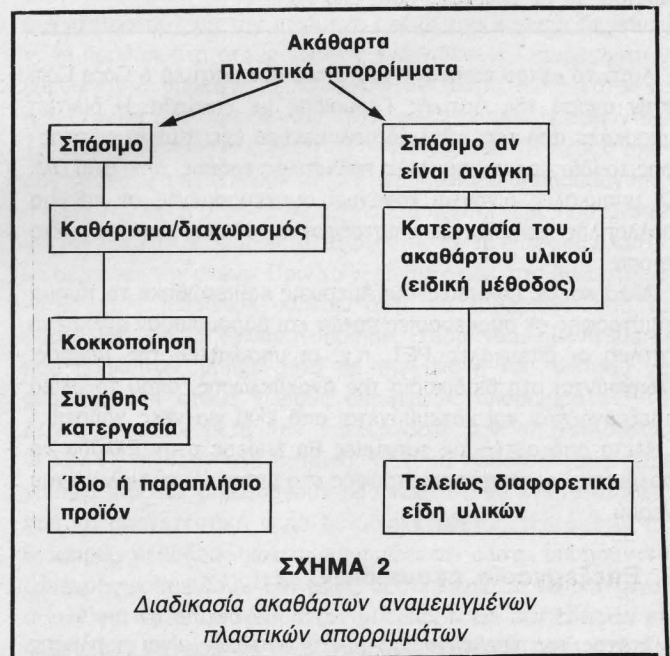 Ακάθαρτα
Πλαστικά απορρίμματα
Σπάσιμο
Σπάσιμο αν
είναι ανάγκη
Καθάρισμα/διαχωρισμός
Κατεργασία του
ακαθάρτου υλικού
(ειδική μέθοδος)
Κοκκοποίηση
Συνήθης
κατεργασία
Ίδιο ή παραπλήσιο
προϊόν
Τελείως διαφορετικά
είδη υλικών
ΣΧΗΜΑ 2
Διαδικασία ακαθάρτων αναμεμιγμένων
πλαστικών απορριμμάτων